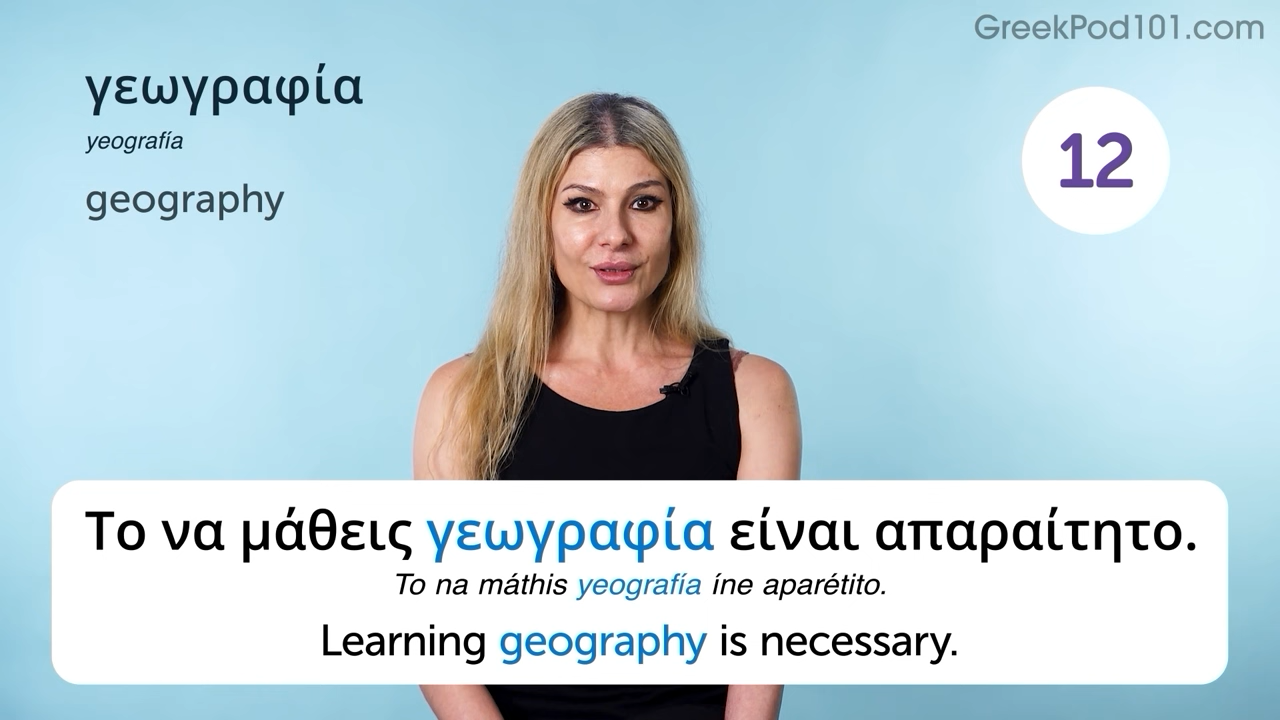 GreekPod101.com
γεωγραφία
yeografía
geography
12
Το να μάθεις γεωγραφία είναι απαραίτητο.
To na máthis yeografía íne aparétito.
Learning geography is necessary.